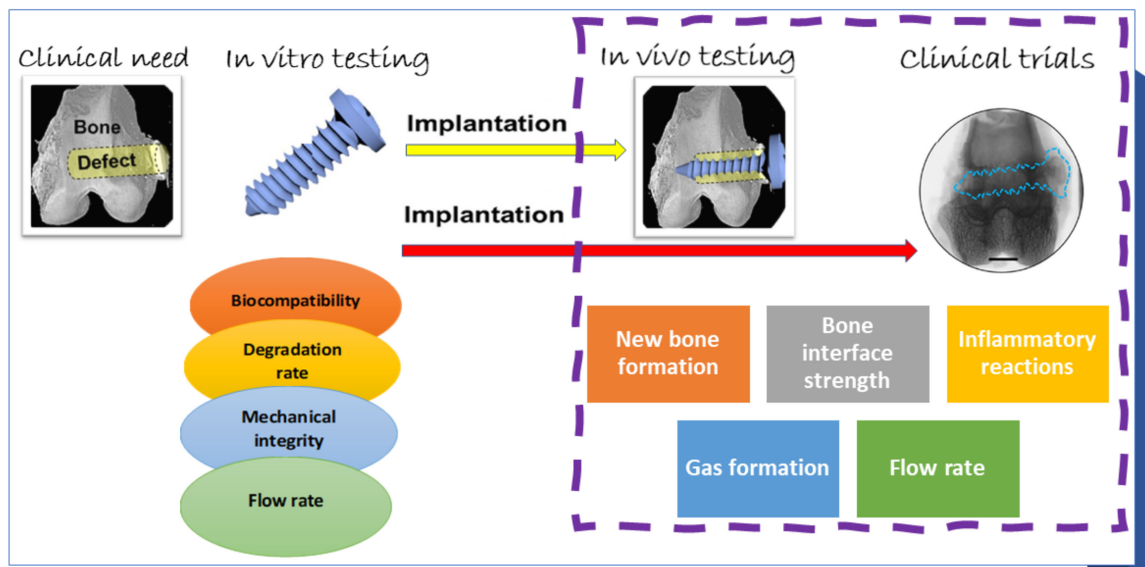 Clinical need
In vitro testing
In vivo testing
Clinical trials
Bone
Defect
Implantation
Implantation
Biocompatibility
Degradation
rate
Mechanical
integrity
Flow rate
New bone
formation
Bone
interface
strength
Inflammatory
reactions
Gas formation
Flow rate